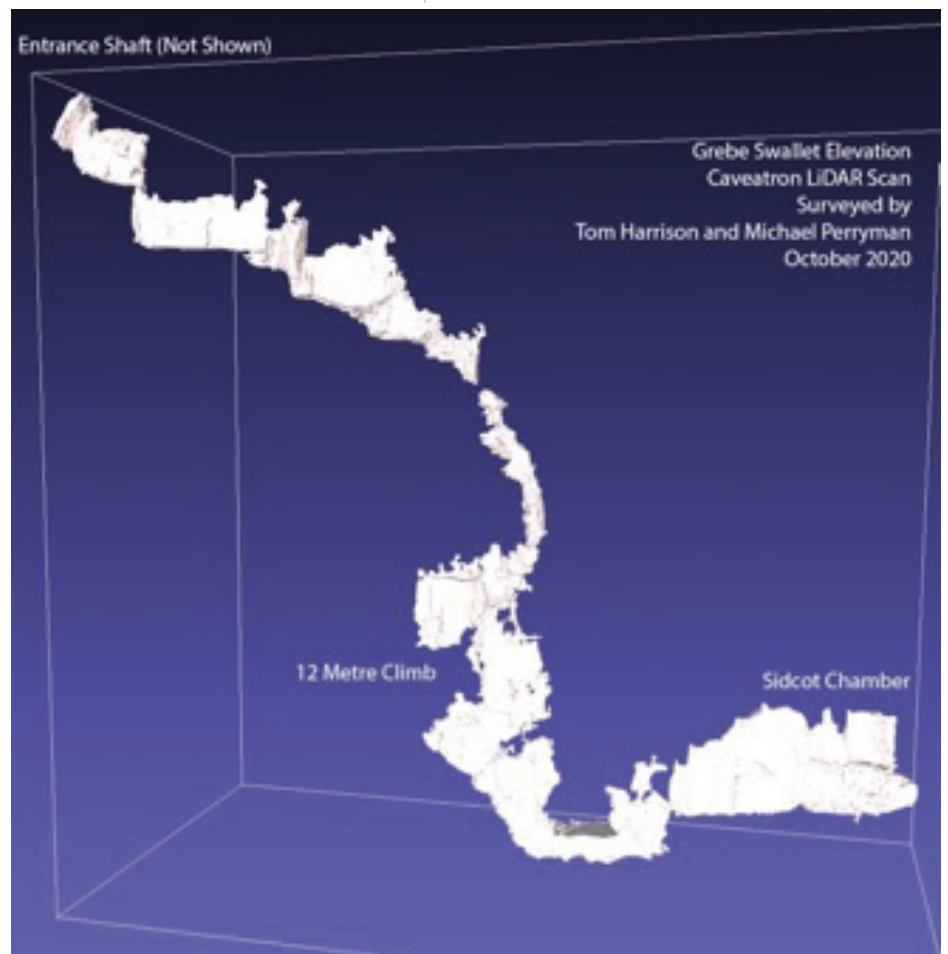 Entrance Shaft (Not Shown)
Grebe Swallet Elevation
Caveatron LiDAR Scan
Surveyed by
Tom Harrison and Michael Perryman
October 2020
12 Metre Climb
Sidcot Chamber